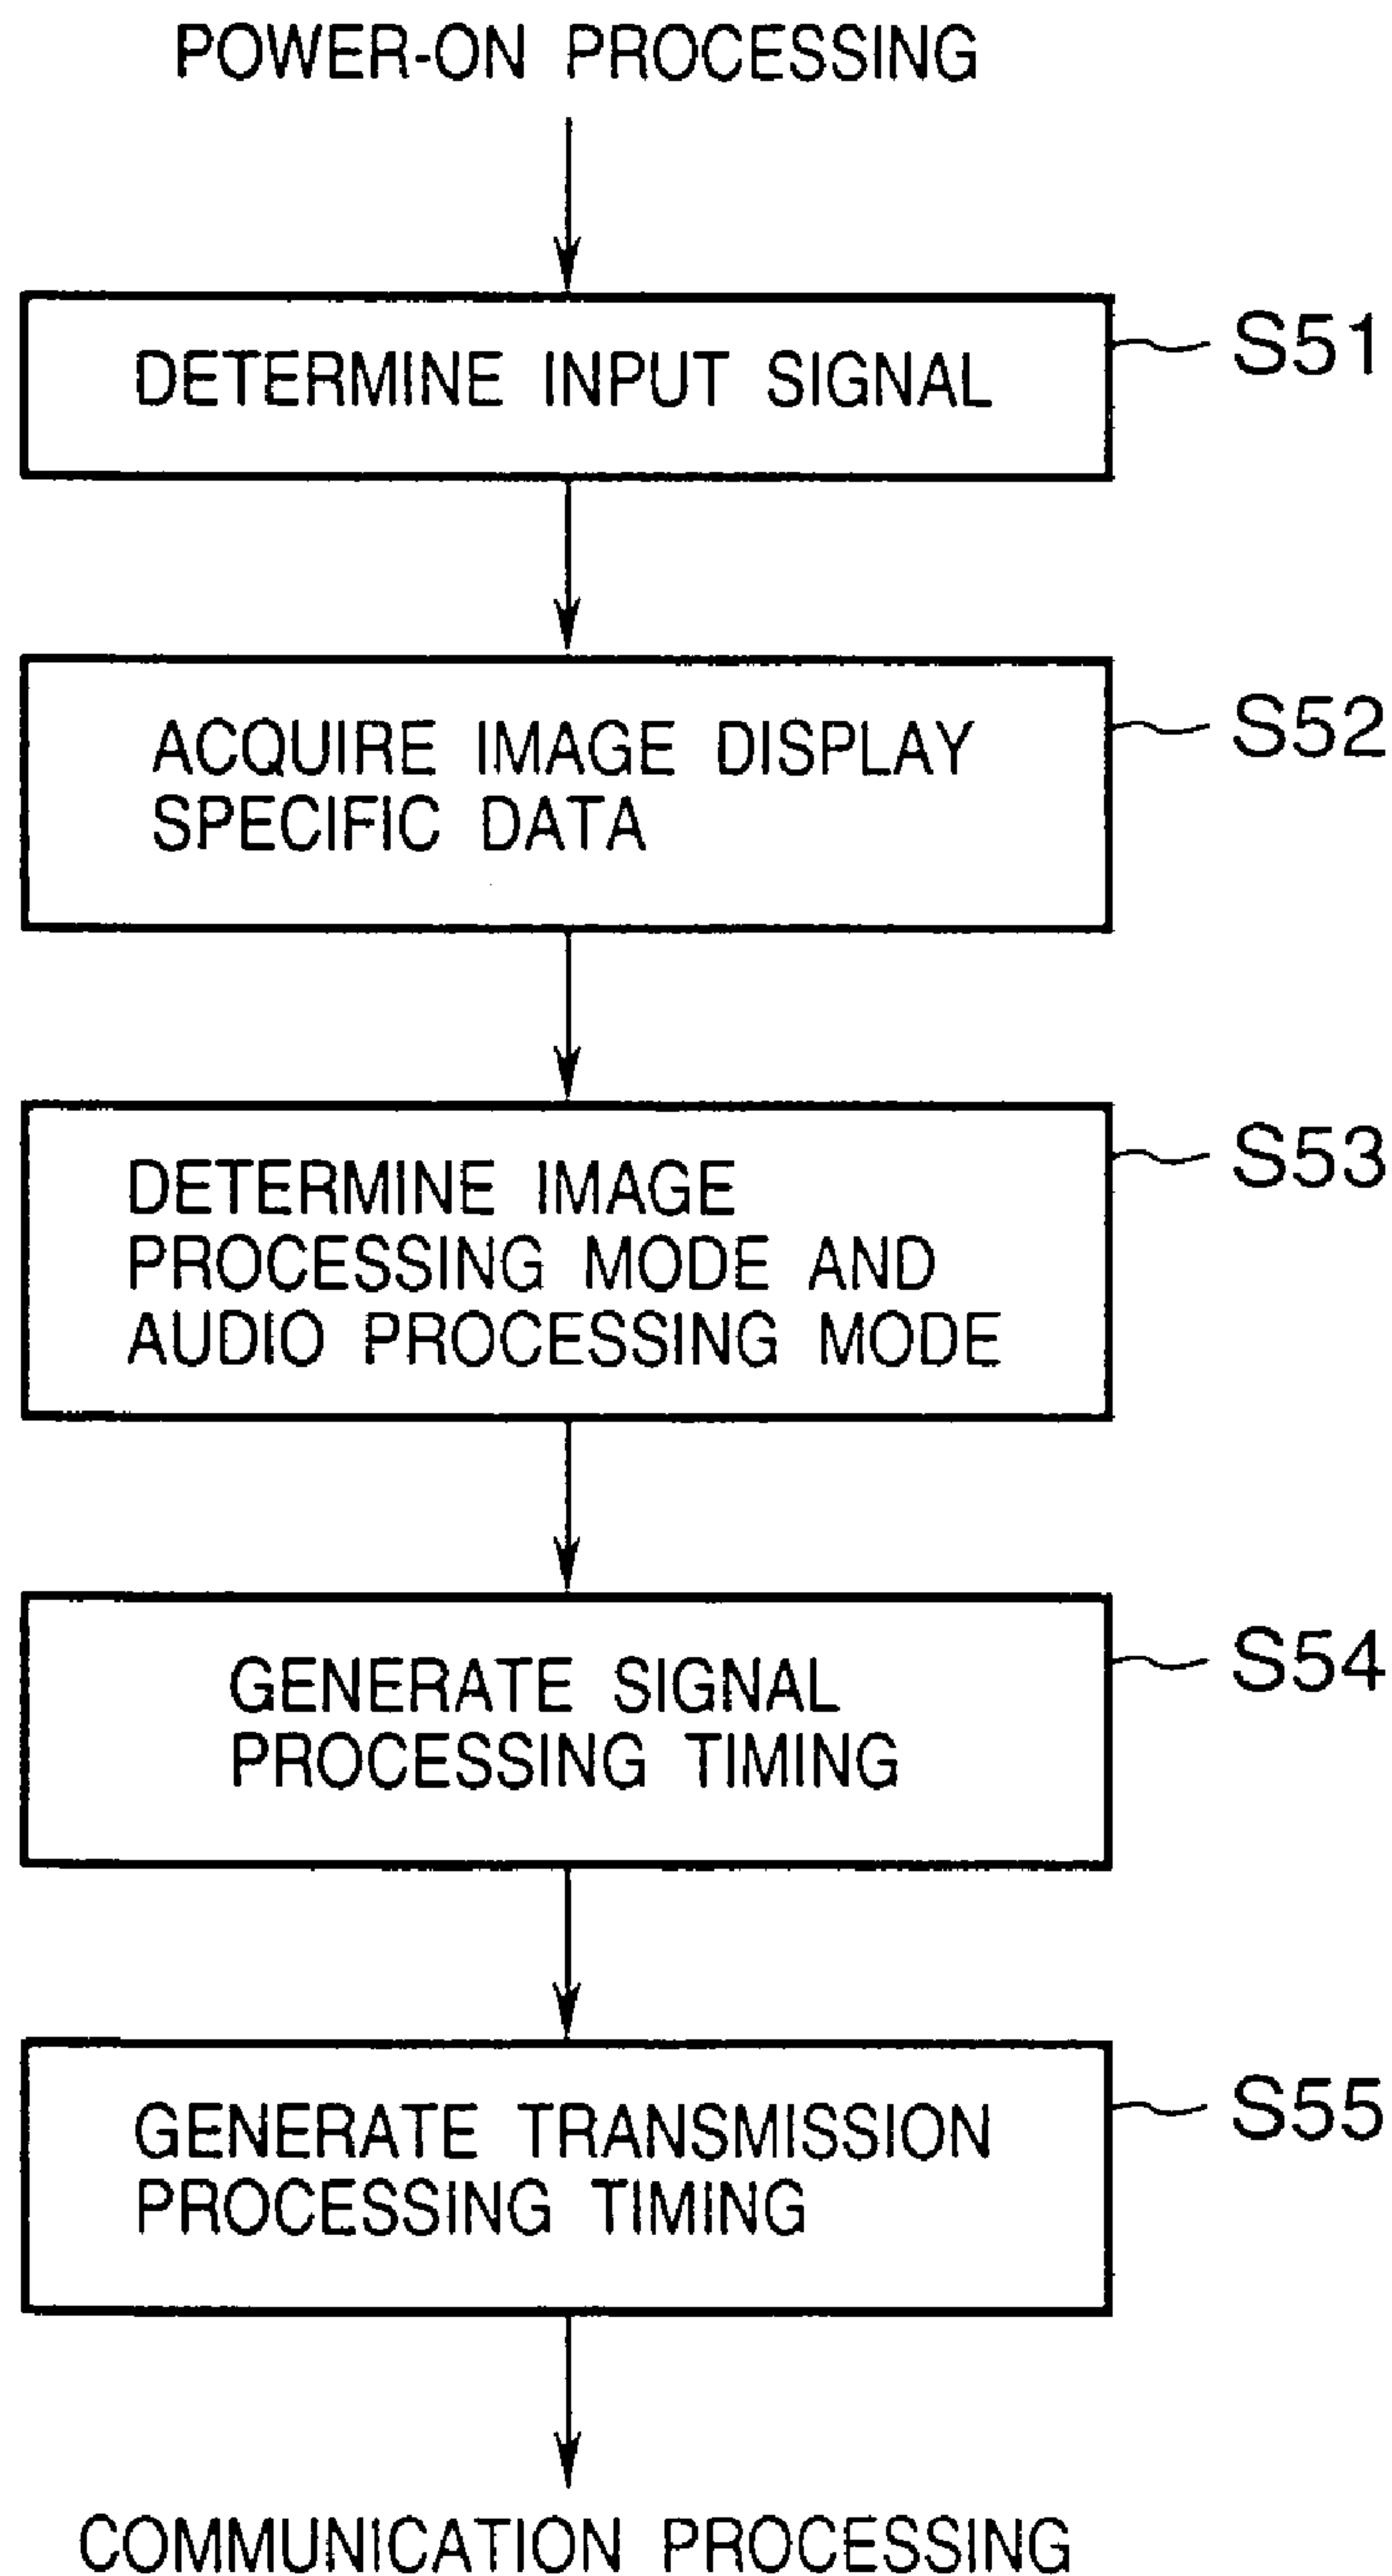 POWER-ON PROCESSING
DETERMINE INPUT SIGNAL
S51
ACQUIRE IMAGE DISPLAY
SPECIFIC DATA
S52
DETERMINE IMAGE
PROCESSING MODE AND
AUDIO PROCESSING MODE
S53
GENERATE SIGNAL
PROCESSING TIMING
S54
GENERATE TRANSMISSION
PROCESSING TIMING
S55
COMMUNICATION PROCESSING